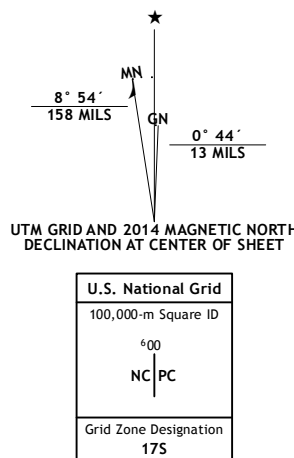 ★
MN
8° 54´
158 MILS
GN
0° 44´
13 MILS
UTM GRID AND 2014 MAGNETIC NORTH
DECLINATION AT CENTER OF SHEET
U.S. National Grid
100,000-m Square ID
⁶00
NC PC
Grid Zone Designation
17S